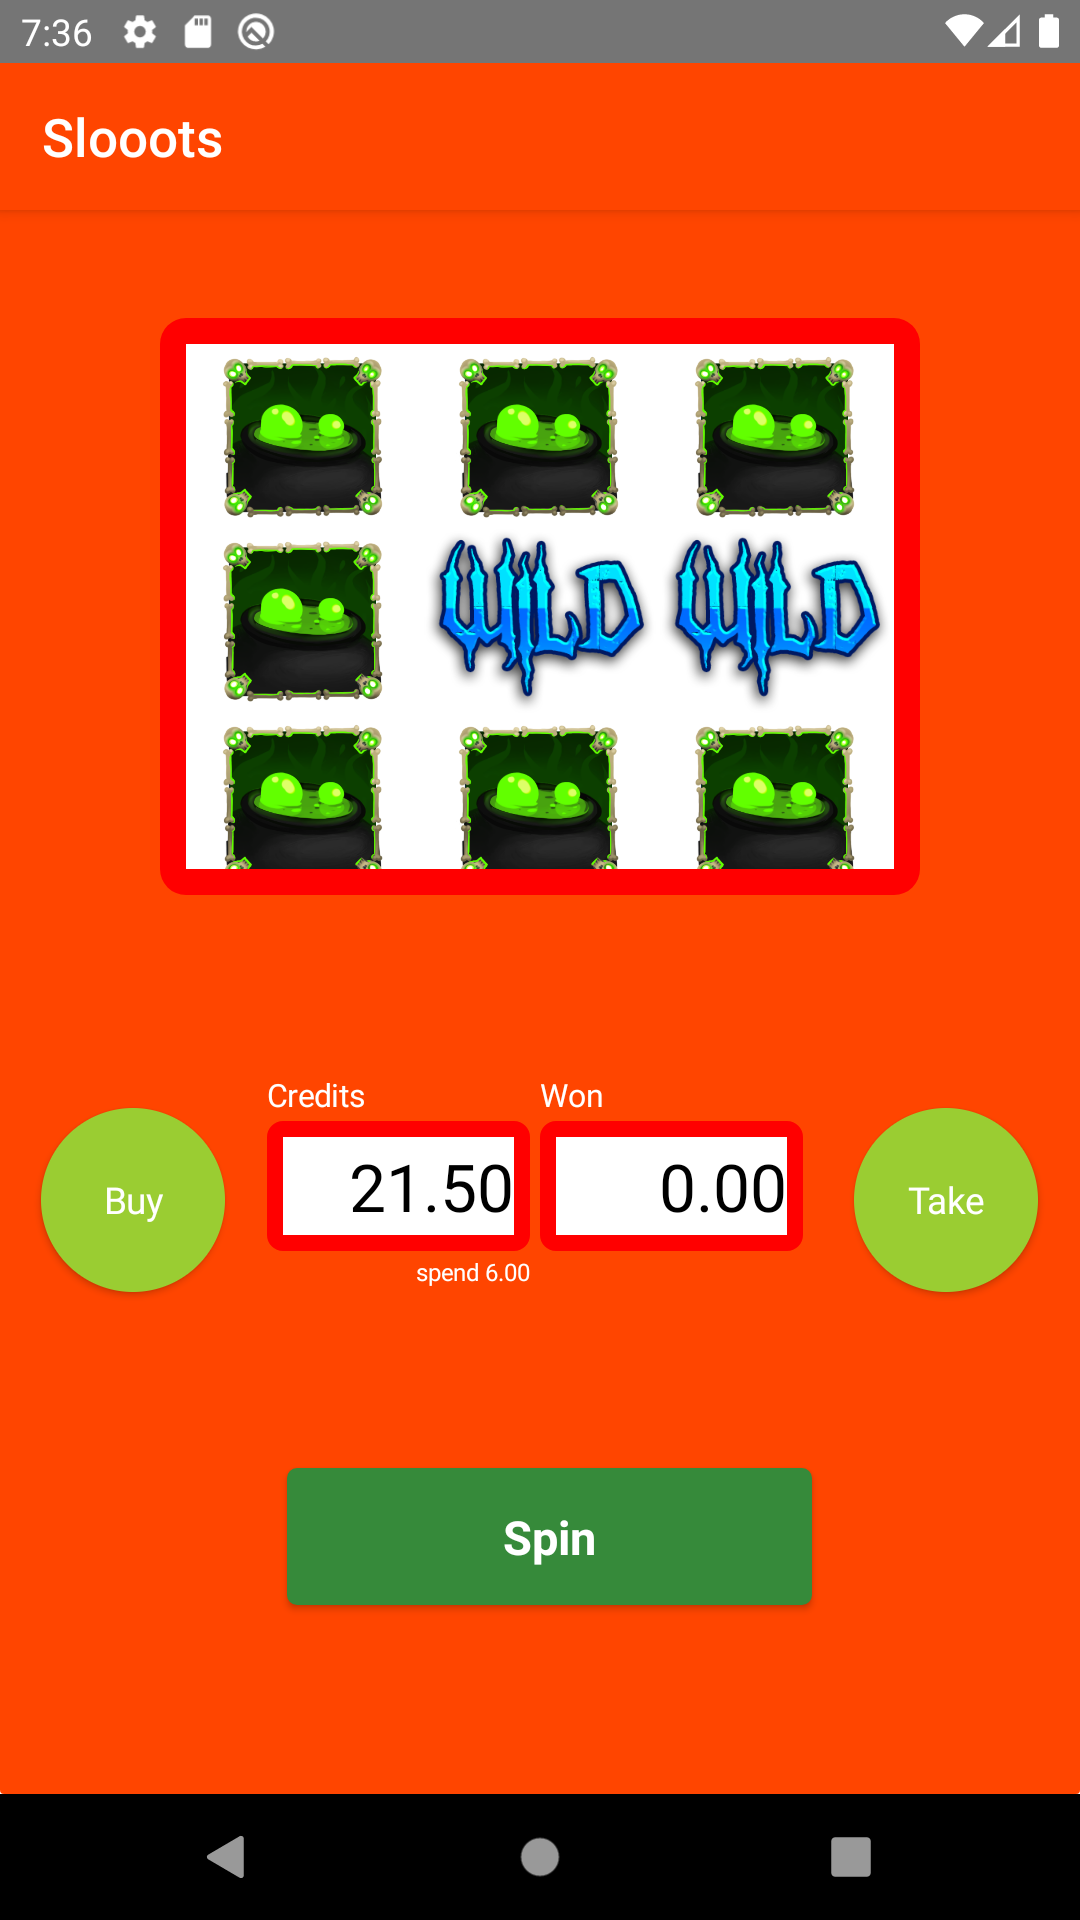 7:36
Slooots
WILD WILD
Credits Won
Buy 21.50 0.00 Take
spend 6.00
Spin